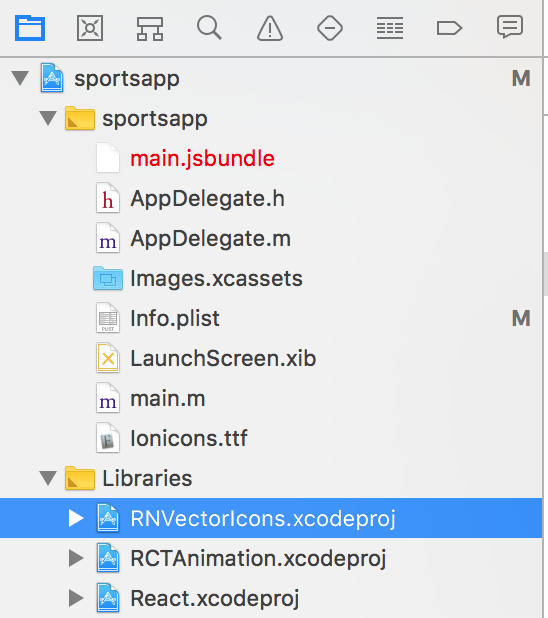 sportsapp M
sportsapp
main.jsbundle
h AppDelegate.h
m AppDelegate.m
Images.xcassets
PLIST Info.plist M
LaunchScreen.xib
m main.m
Ionicons.ttf
Libraries
RNVectorIcons.xcodeproj
RCTAnimation.xcodeproj
React.xcodeproj